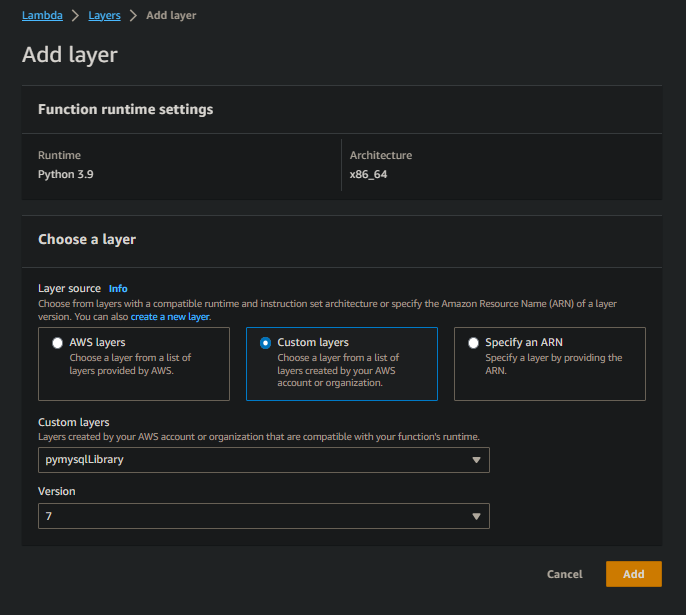 Lambda > Layers > Add layer
Add layer
Function runtime settings
Runtime
Python 3.9
Architecture
x86_64
Choose a layer
Layer source Info
Choose from layers with a compatible runtime and instruction set architecture or specify the Amazon Resource Name (ARN) of a layer
version. You can also create a new layer.
AWS layers
Choose a layer from a list of
layers provided by AWS.
Custom layers
Choose a layer from a list of
layers created by your AWS
account or organization.
Specify an ARN
Specify a layer by providing the
ARN.
Custom layers
Layers created by your AWS account or organization that are compatible with your function's runtime.
pymysqlLibrary
Version
7
Cancel
Add